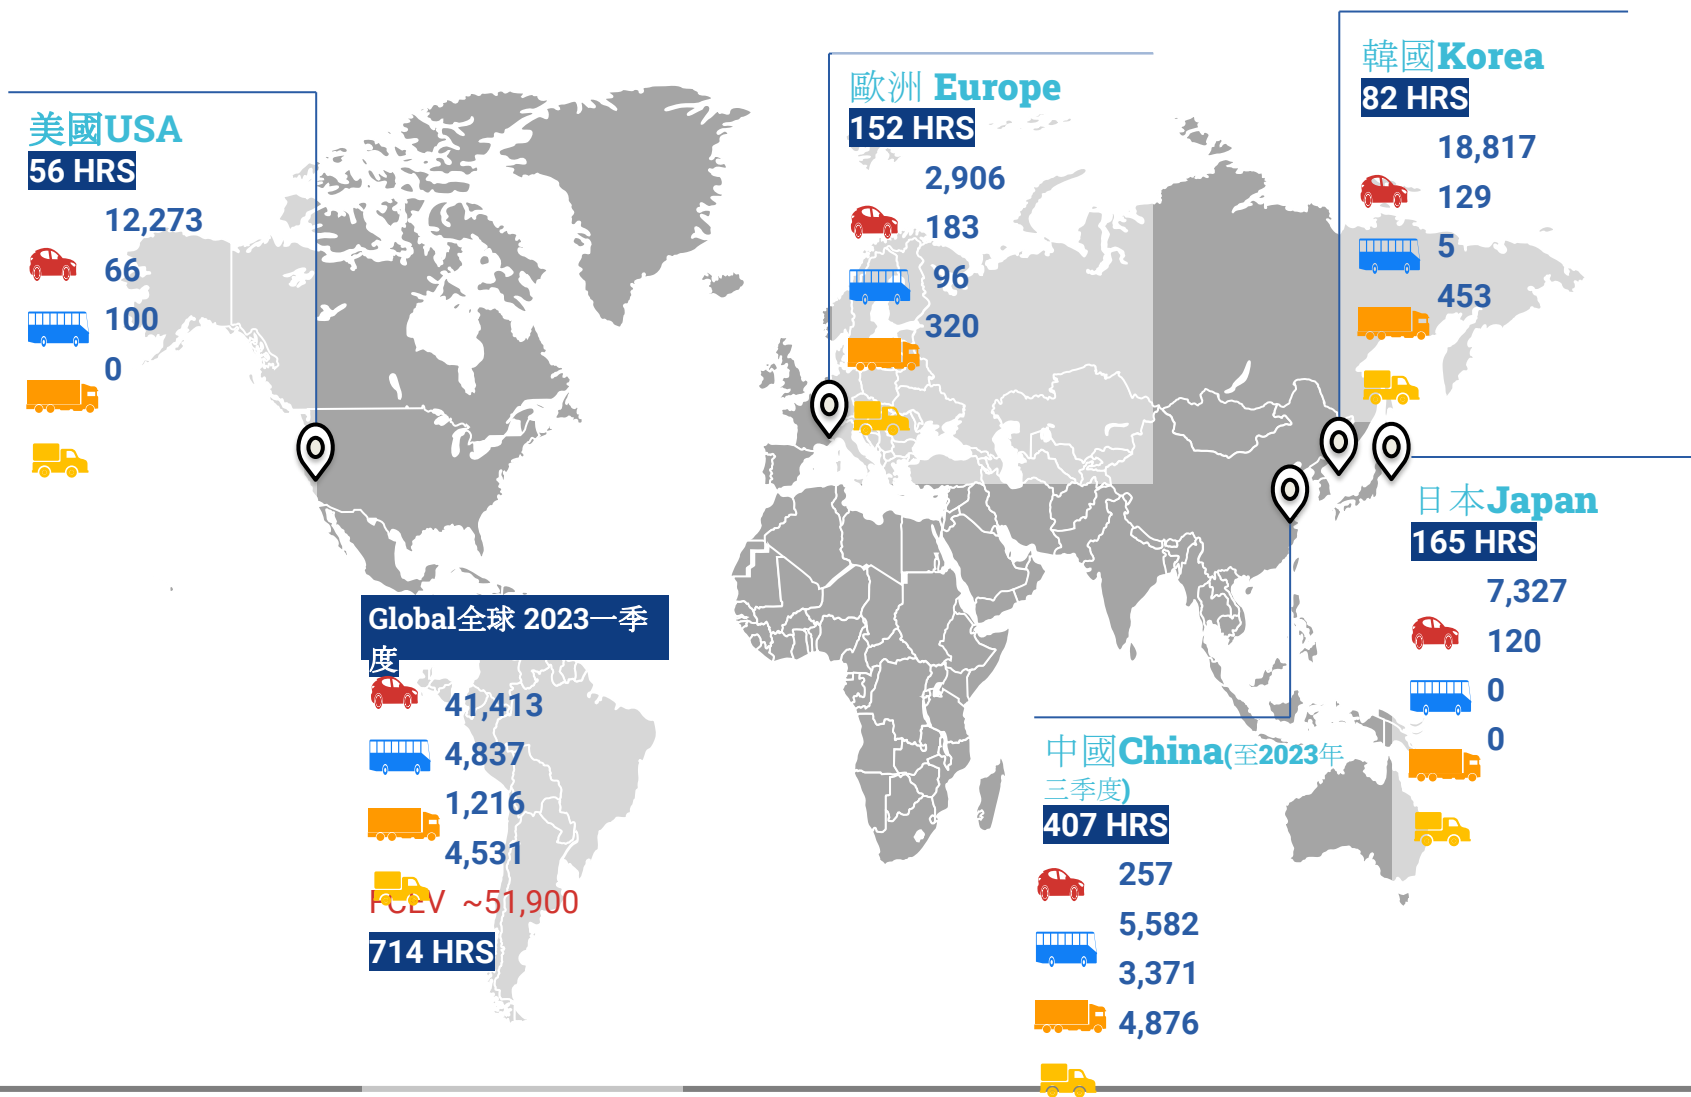 美國USA
56 HRS
12,273
66
100
0
歐洲 Europe
152 HRS
2,906
183
96
320
韓國Korea
82 HRS
18,817
129
5
453
日本Japan
165 HRS
7,327
120
0
0
Global全球 2023一季
度
41,413
4,837
1,216
4,531
FCEV ~51,900
714 HRS
中國China(至2023年
三季度)
407 HRS
257
5,582
3,371
4,876